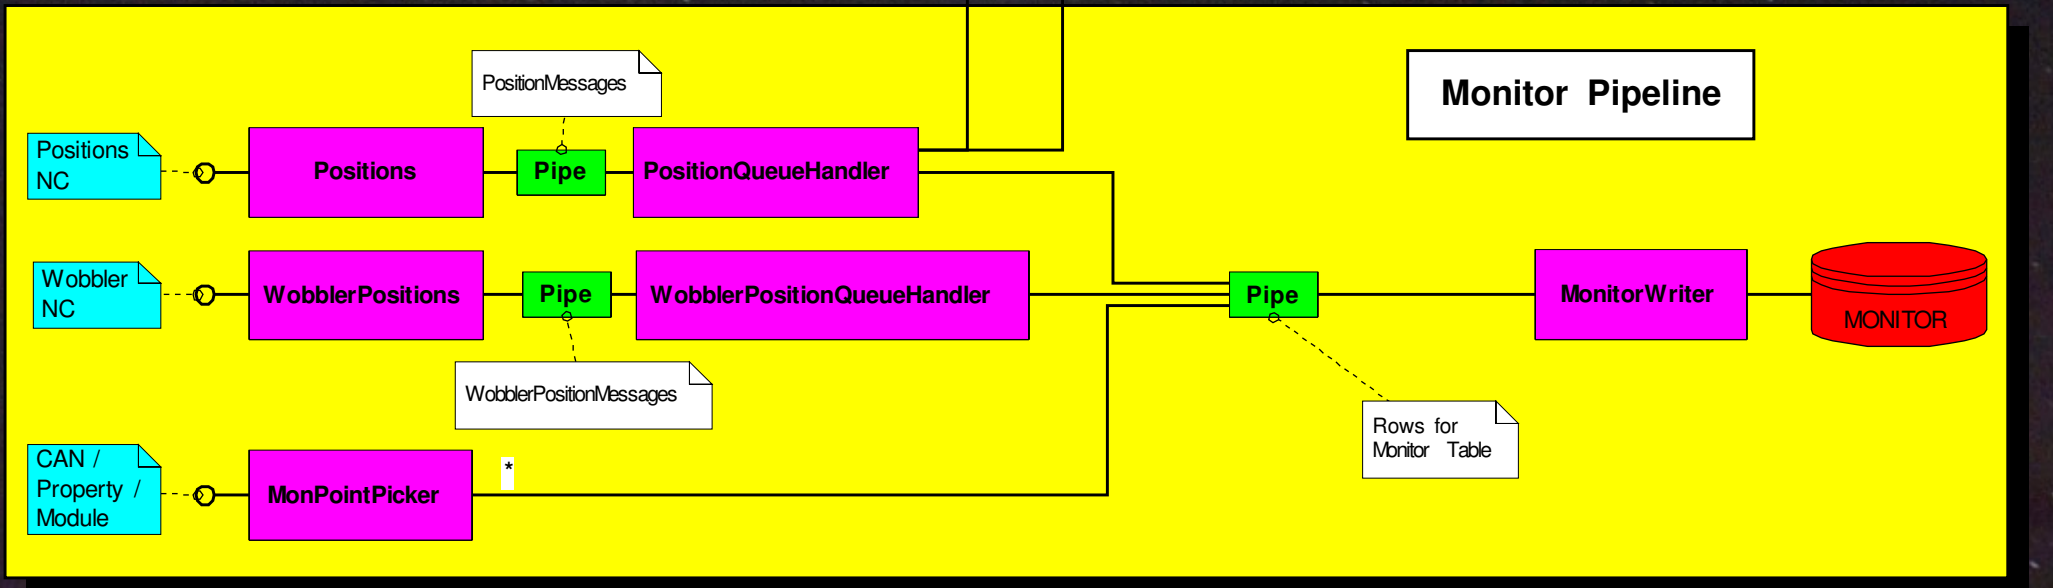 PositionMessages
Monitor Pipeline
Positions
NC
Positions
Pipe
PositionQueueHandler
Wobbler
NC
WobblerPositions
Pipe
WobblerPositionQueueHandler
Pipe
MonitorWriter
MONITOR
WobblerPositionMessages
Rows for
Monitor Table
CAN /
Property /
Module
MonPointPicker
*